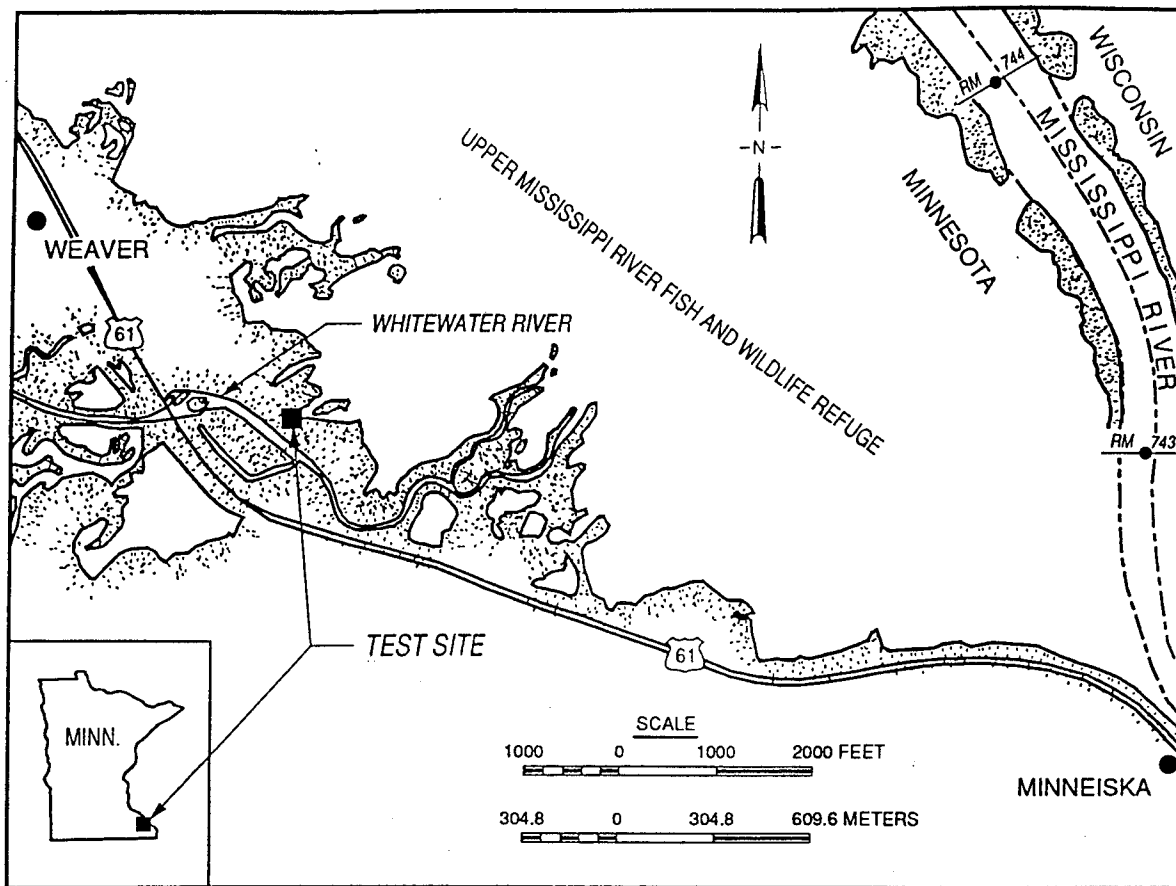 RM 744
WISCONSIN
MISSISSIPPI RIVER
-N-
UPPER MISSISSIPPI RIVER FISH AND WILDLIFE REFUGE
MINNESOTA
WEAVER
61
WHITEWATER RIVER
RM 743
TEST SITE
61
MINN.
SCALE
1000 0 1000 2000 FEET
304.8 0 304.8 609.6 METERS
MINNEISKA